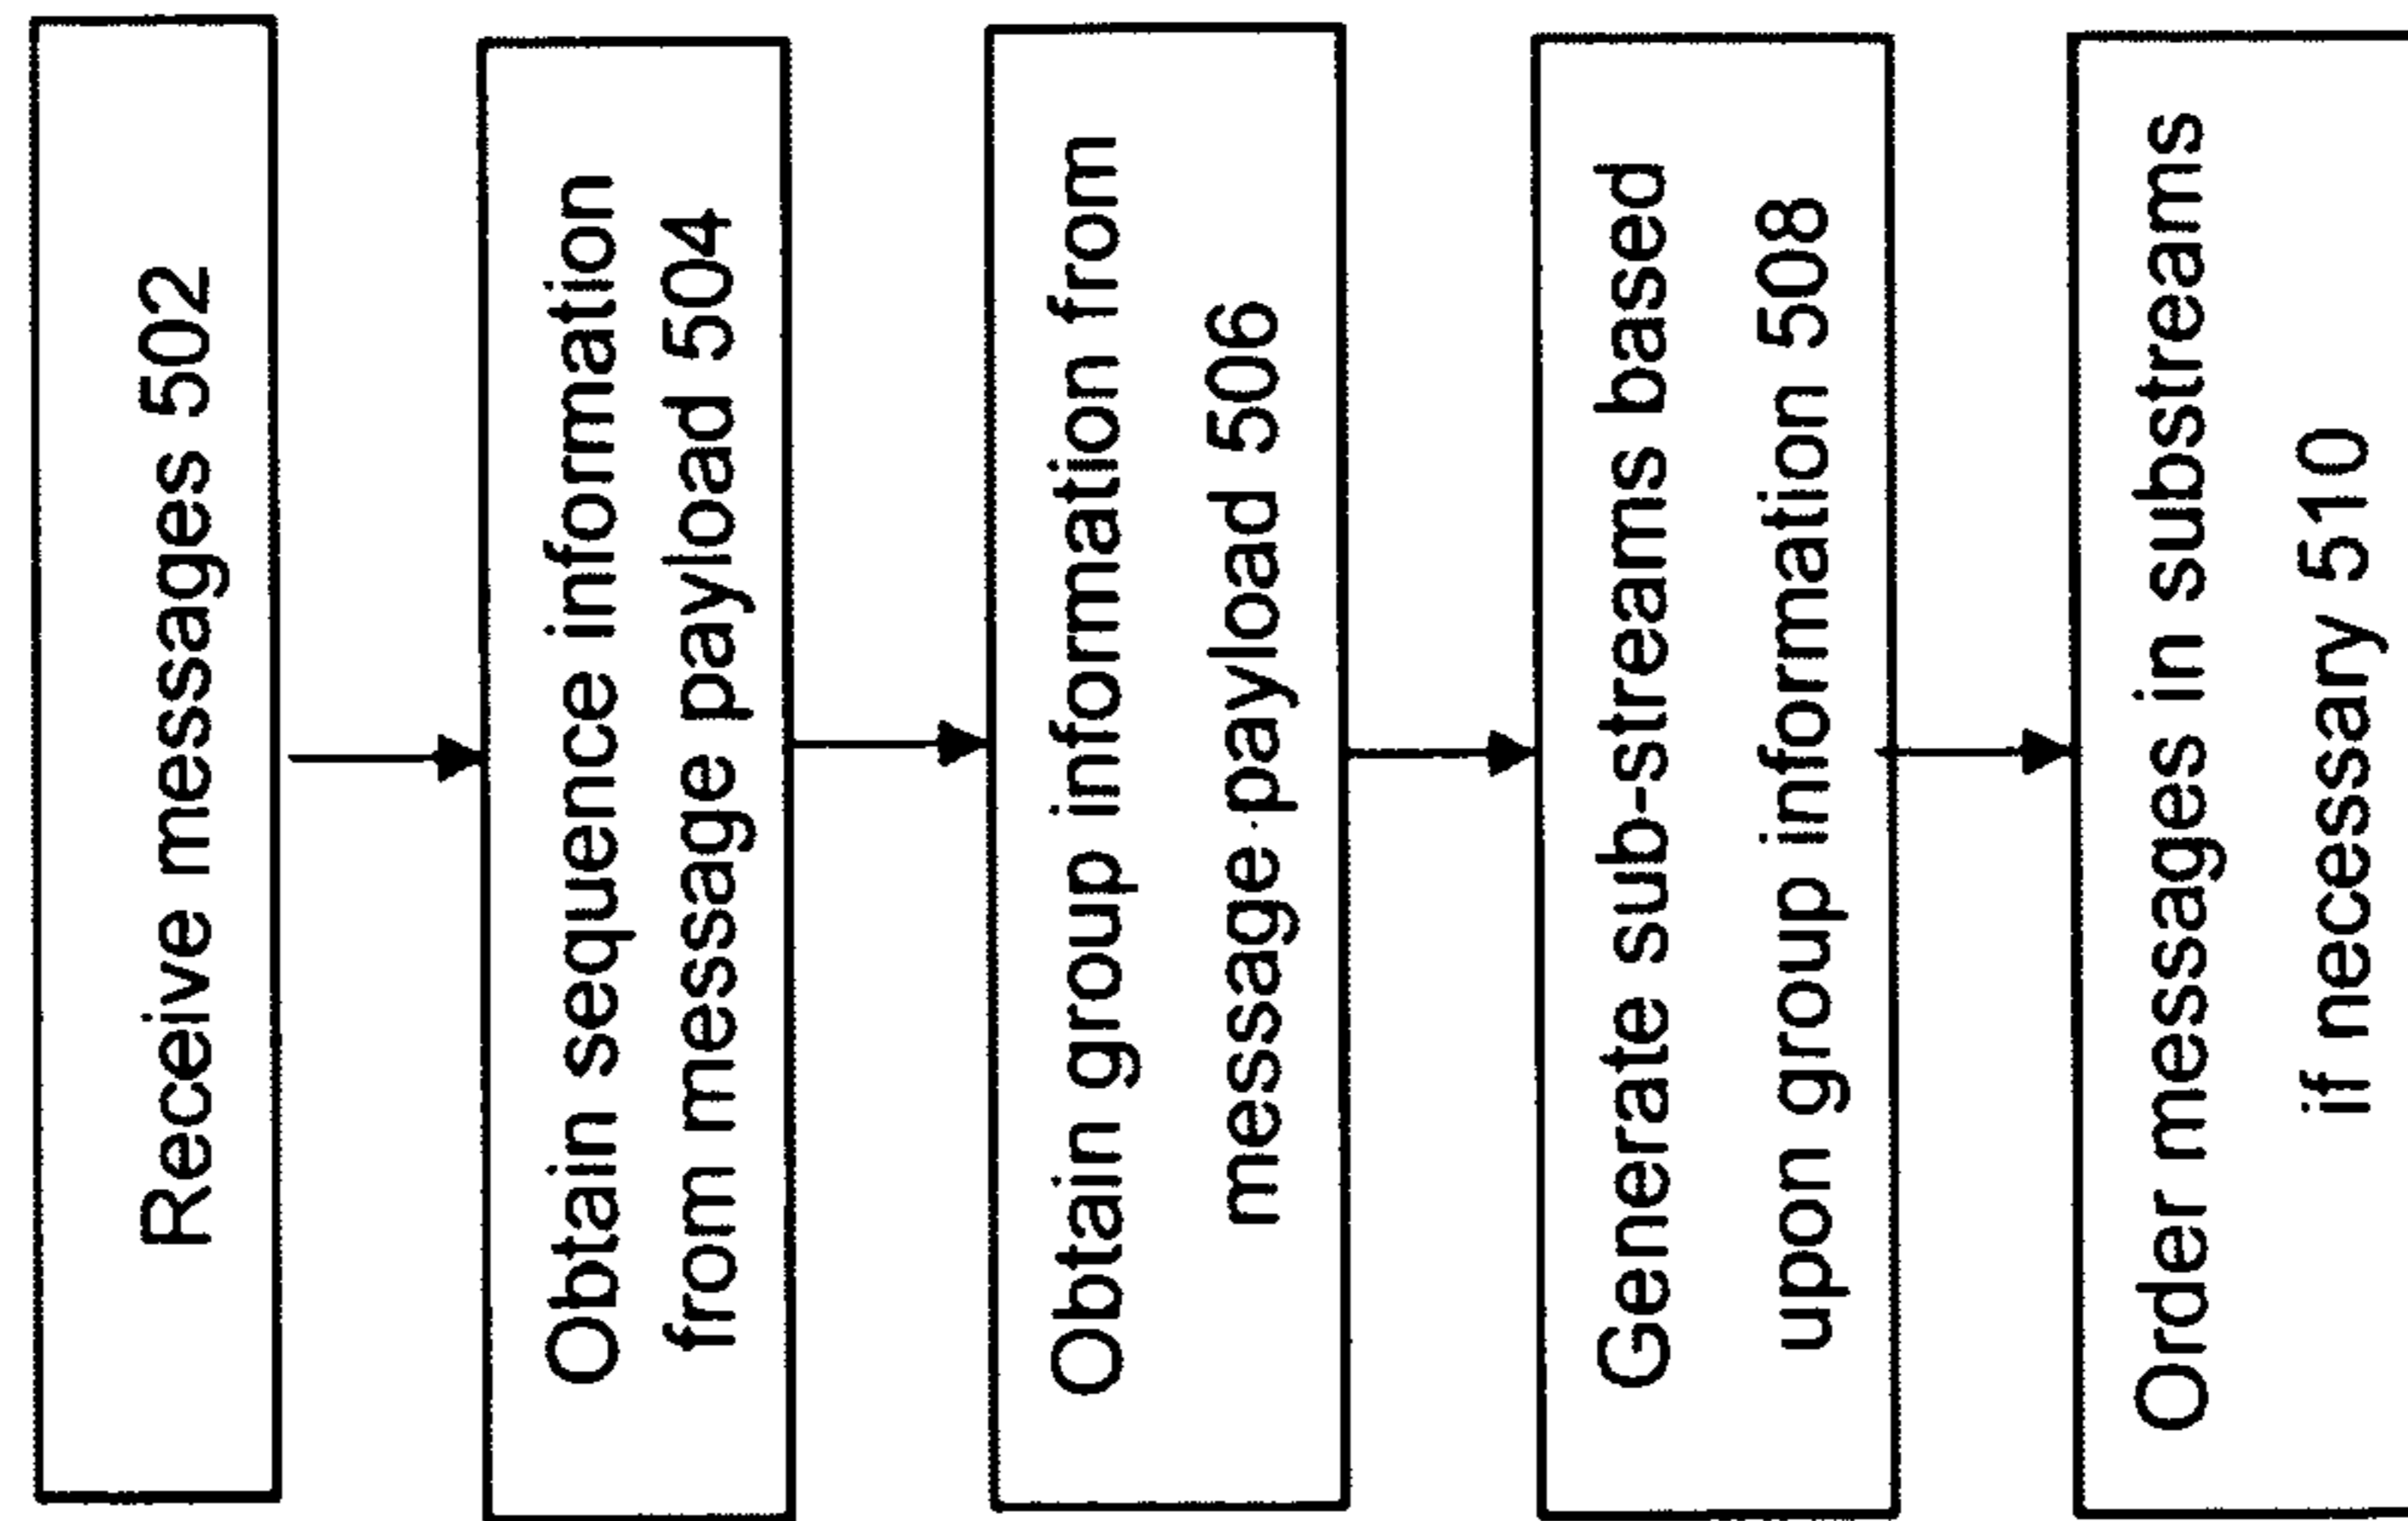 Receive messages 502
Obtain sequence information
from message payload 504
Obtain group information from
message payload 506
Generate sub-streams based
upon group information 508
Order messages in substreams
if necessary 510